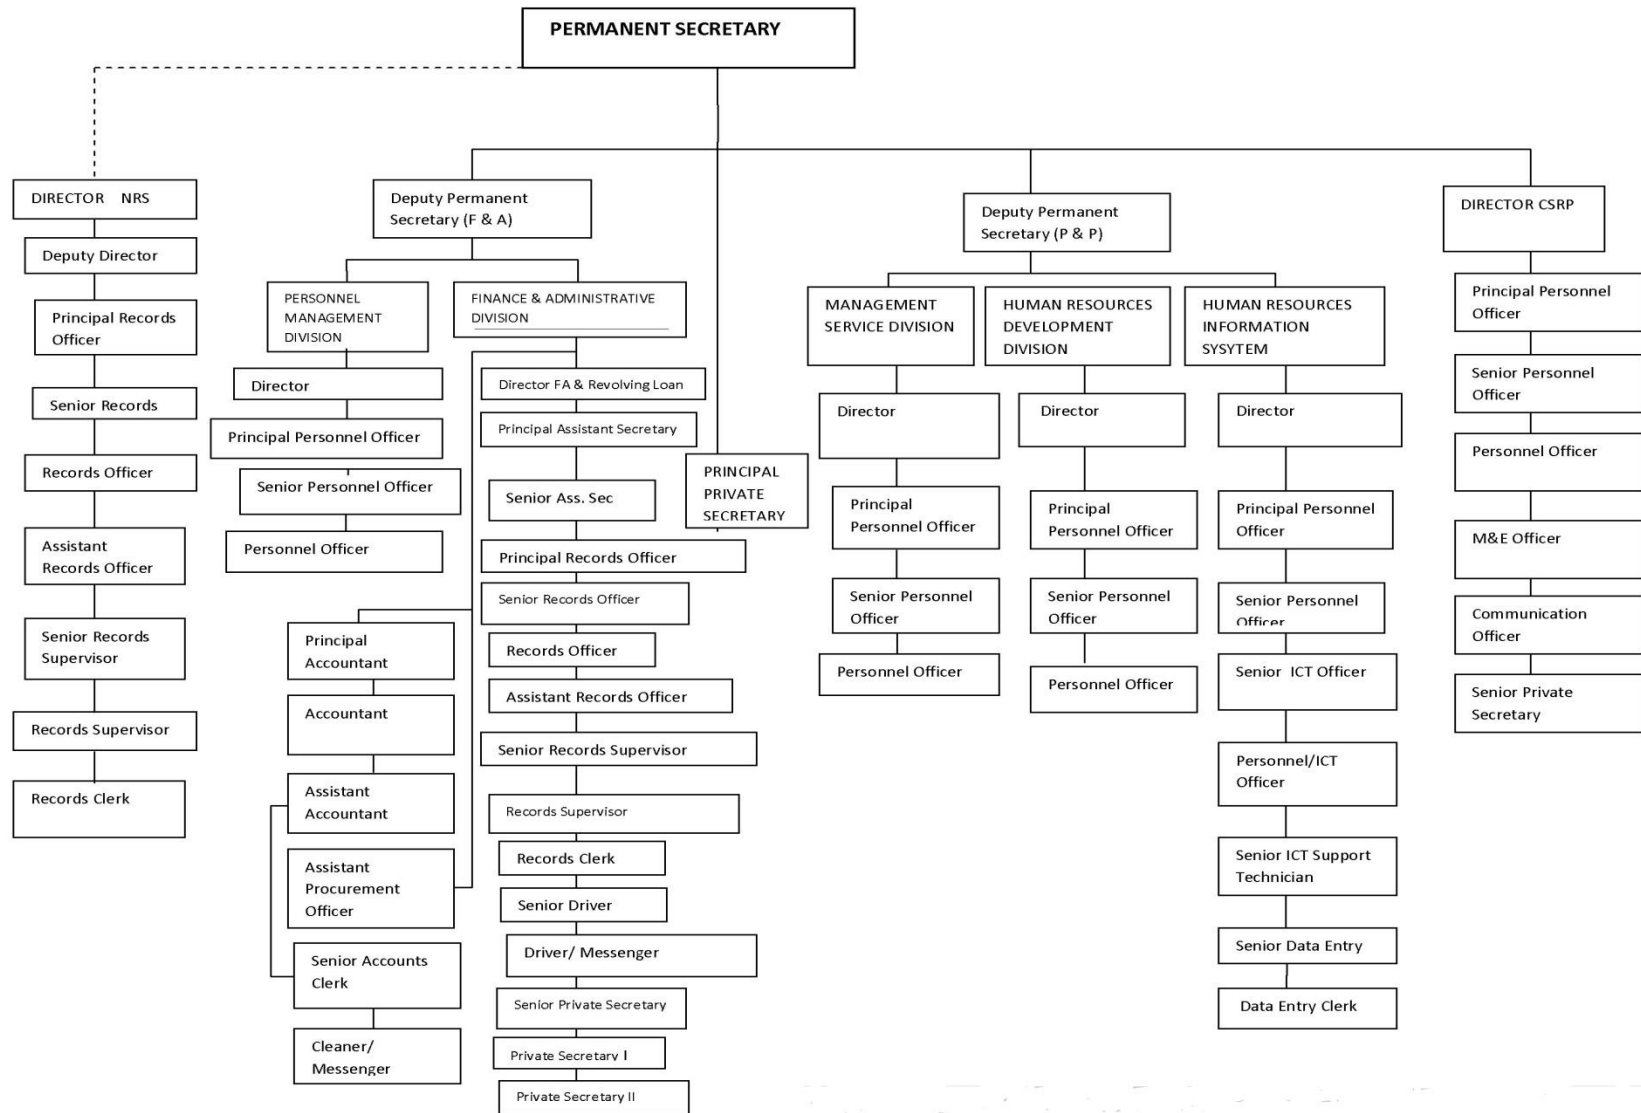 PERMANENT SECRETARY
DIRECTOR NRS
Deputy Director
Principal Records
Officer
Senior Records
Records Officer
Assistant
Records Officer
Senior Records
Supervisor
Records Supervisor
Records Clerk
Deputy Permanent
Secretary (F & A)
PERSONNEL
MANAGEMENT
DIVISION
Director
Principal Personnel Officer
Senior Personnel Officer
Personnel Officer
FINANCE & ADMINISTRATIVE
DIVISION
Director FA & Revolving Loan
Principal Assistant Secretary
Senior Ass. Sec
Principal Records Officer
Senior Records Officer
Records Officer
Assistant Records Officer
Senior Records Supervisor
Records Supervisor
Records Clerk
Senior Driver
Driver/ Messenger
Senior Private Secretary
Private Secretary I
Private Secretary II
Principal
Accountant
Accountant
Assistant
Accountant
Assistant
Procurement
Officer
Senior Accounts
Clerk
Cleaner/
Messenger
PRINCIPAL
PRIVATE
SECRETARY
Deputy Permanent
Secretary (P & P)
MANAGEMENT
SERVICE DIVISION
Director
Principal
Personnel Officer
Senior Personnel
Officer
Personnel Officer
HUMAN RESOURCES
DEVELOPMENT
DIVISION
Director
Principal
Personnel Officer
Senior Personnel
Officer
Personnel Officer
HUMAN RESOURCES
INFORMATION
SYSYTEM
Director
Principal Personnel
Officer
Senior Personnel
Officer
Senior ICT Officer
Personnel/ICT
Officer
Senior ICT Support
Technician
Senior Data Entry
Data Entry Clerk
DIRECTOR CSRP
Principal Personnel
Officer
Senior Personnel
Officer
Personnel Officer
M&E Officer
Communication
Officer
Senior Private
Secretary